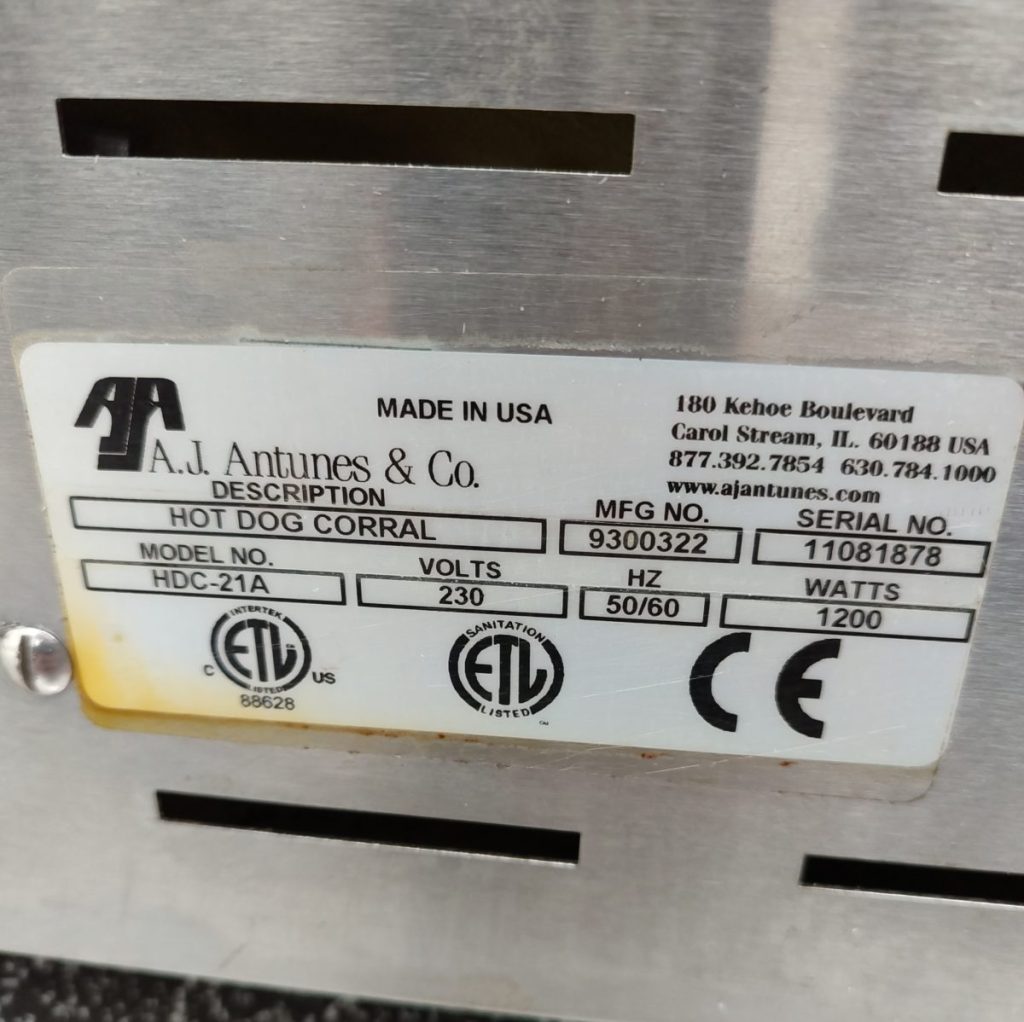 AJA
A.J. Antunes & Co.
MADE IN USA
180 Kehoe Boulevard
Carol Stream, IL. 60188 USA
877.392.7854 630.784.1000
www.ajantunes.com
DESCRIPTION
HOT DOG CORRAL
MFG NO.
9300322
SERIAL NO.
11081878
MODEL NO.
HDC-21A
VOLTS
230
HZ
50/60
WATTS
1200
INTERTEK
C ETL US
LISTED
88628
SANITATION
ETL
LISTED
CE